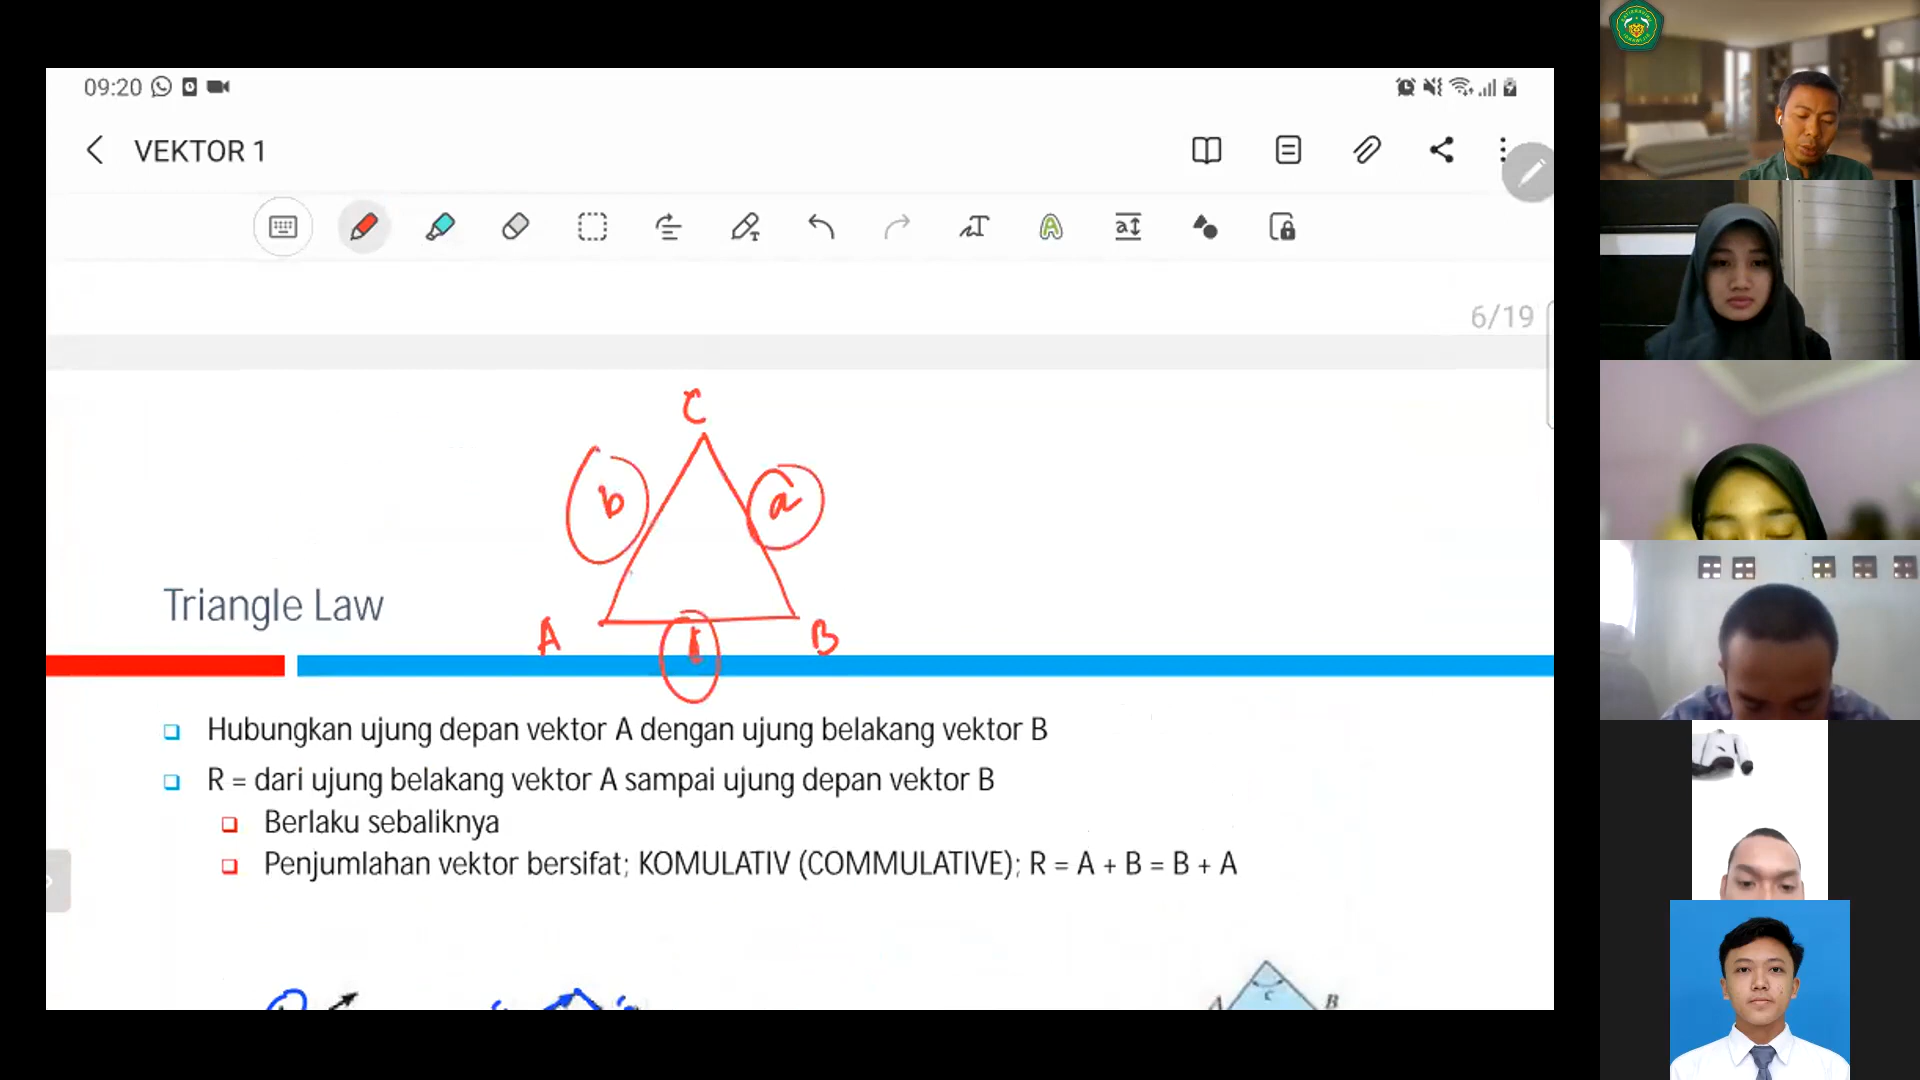 09:20
VEKTOR 1
6/19
C
b
a
A
B
Triangle Law
Hubungkan ujung depan vektor A dengan ujung belakang vektor B
R = dari ujung belakang vektor A sampai ujung depan vektor B
Berlaku sebaliknya
Penjumlahan vektor bersifat; KOMULATIV (COMMULATIVE); R = A + B = B + A
A
c
B